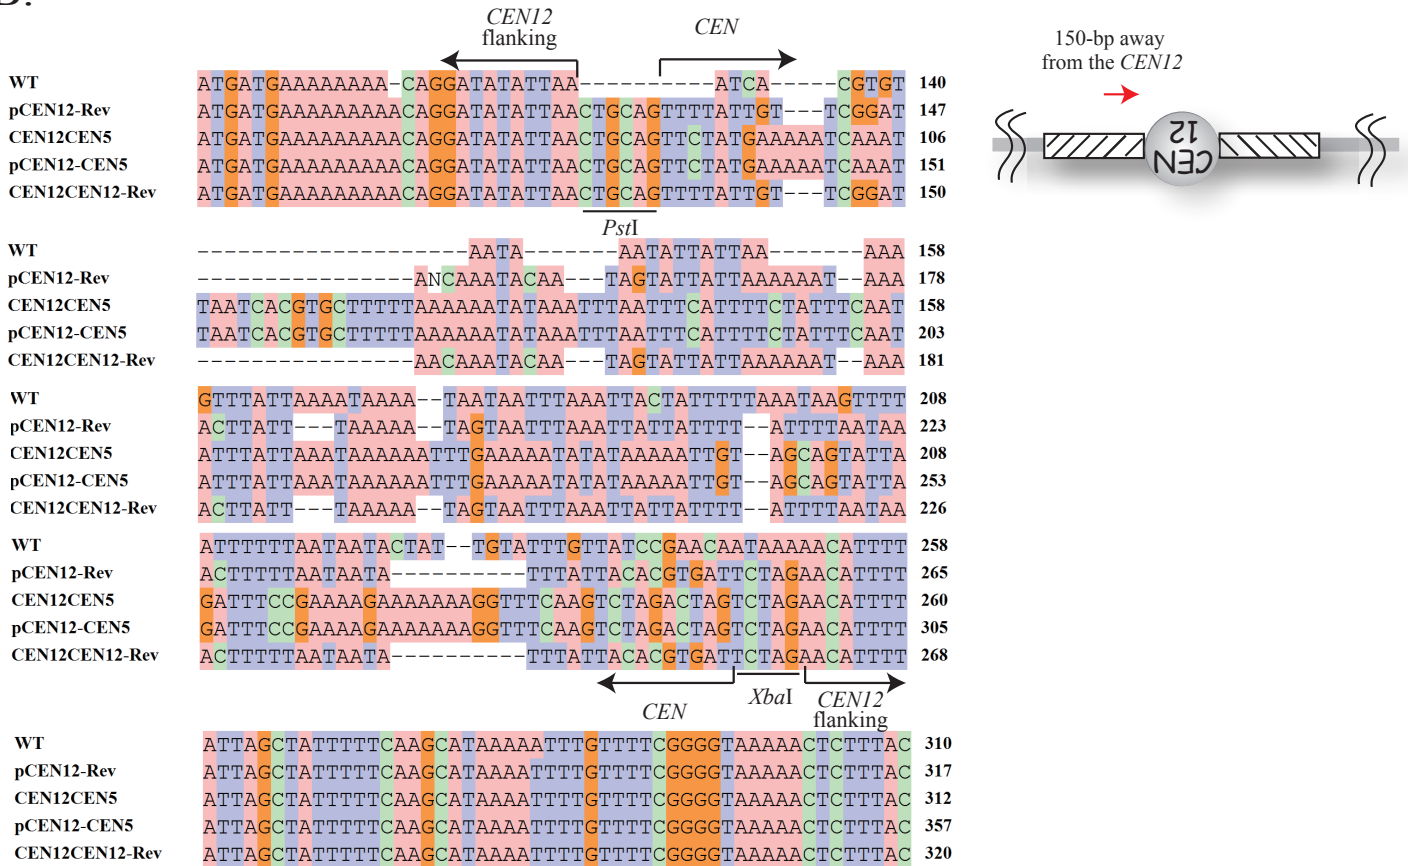 CEN12
flanking
CEN
WT ATGATGAAAAAAAA-CAGGATATATTAA----------ATCA-----CGTGT 140
pCEN12-Rev ATGATGAAAAAAAAACAGGATATATTAACTGCAGTTTTATTGT---TCGGAT 147
CEN12CEN5 ATGATGAAAAAAAAACAGGATATATTAACTGCAGTTCTATGAAAAATCAAAT 106
pCEN12-CEN5 ATGATGAAAAAAAAACAGGATATATTAACTGCAGTTCTATGAAAAATCAAAT 151
CEN12CEN12-Rev ATGATGAAAAAAAAACAGGATATATTAACTGCAGTTTTATTGT---TCGGAT 150
PstI
WT --------------------AATA-------AATATTATTAA-------AAA 158
pCEN12-Rev ----------------ANCAAATACAA---TAGTATTATTAAAAAAT--AAA 178
CEN12CEN5 TAATCACGTGCTTTTTAAAAAATATAAATTTAATTTCATTTTCTATTTCAAT 158
pCEN12-CEN5 TAATCACGTGCTTTTTAAAAAATATAAATTTAATTTCATTTTCTATTTCAAT 203
CEN12CEN12-Rev ----------------AACAAATACAA---TAGTATTATTAAAAAAT--AAA 181
WT GTTTATTAAAATAAAA--TAATAATTTAAATTACTATTTTTAAATAAGTTTT 208
pCEN12-Rev ACTTATT---TAAAAA--TAGTAATTTAAATTATTATTTT--ATTTTAATAA 223
CEN12CEN5 ATTTATTAAATAAAAAATTTGAAAAATATATAAAAATTGT--AGCAGTATTA 208
pCEN12-CEN5 ATTTATTAAATAAAAAATTTGAAAAATATATAAAAATTGT--AGCAGTATTA 253
CEN12CEN12-Rev ACTTATT---TAAAAA--TAGTAATTTAAATTATTATTTT--ATTTTAATAA 226
WT ATTTTTTAATAATACTAT--TGTATTTGTTATCCGAACAATAAAAACATTTT 258
pCEN12-Rev ACTTTTTAATAATA----------TTTATTACACGTGATTCTAGAACATTTT 265
CEN12CEN5 GATTTCCGAAAAGAAAAAAAGGTTTCAAGTCTAGACTAGTCTAGAACATTTT 260
pCEN12-CEN5 GATTTCCGAAAAGAAAAAAAGGTTTCAAGTCTAGACTAGTCTAGAACATTTT 305
CEN12CEN12-Rev ACTTTTTAATAATA----------TTTATTACACGTGATTCTAGAACATTTT 268
CEN
XbaI
CEN12
flanking
WT ATTAGCTATTTTTCAAGCATAAAAATTTGTTTTCGGGGTAAAAACTCTTTAC 310
pCEN12-Rev ATTAGCTATTTTTCAAGCATAAAATTTTGTTTTCGGGGTAAAAACTCTTTAC 317
CEN12CEN5 ATTAGCTATTTTTCAAGCATAAAATTTTGTTTTCGGGGTAAAAACTCTTTAC 312
pCEN12-CEN5 ATTAGCTATTTTTCAAGCATAAAATTTTGTTTTCGGGGTAAAAACTCTTTAC 357
CEN12CEN12-Rev ATTAGCTATTTTTCAAGCATAAAATTTTGTTTTCGGGGTAAAAACTCTTTAC 320
150-bp away
from the CEN12
CEN
12